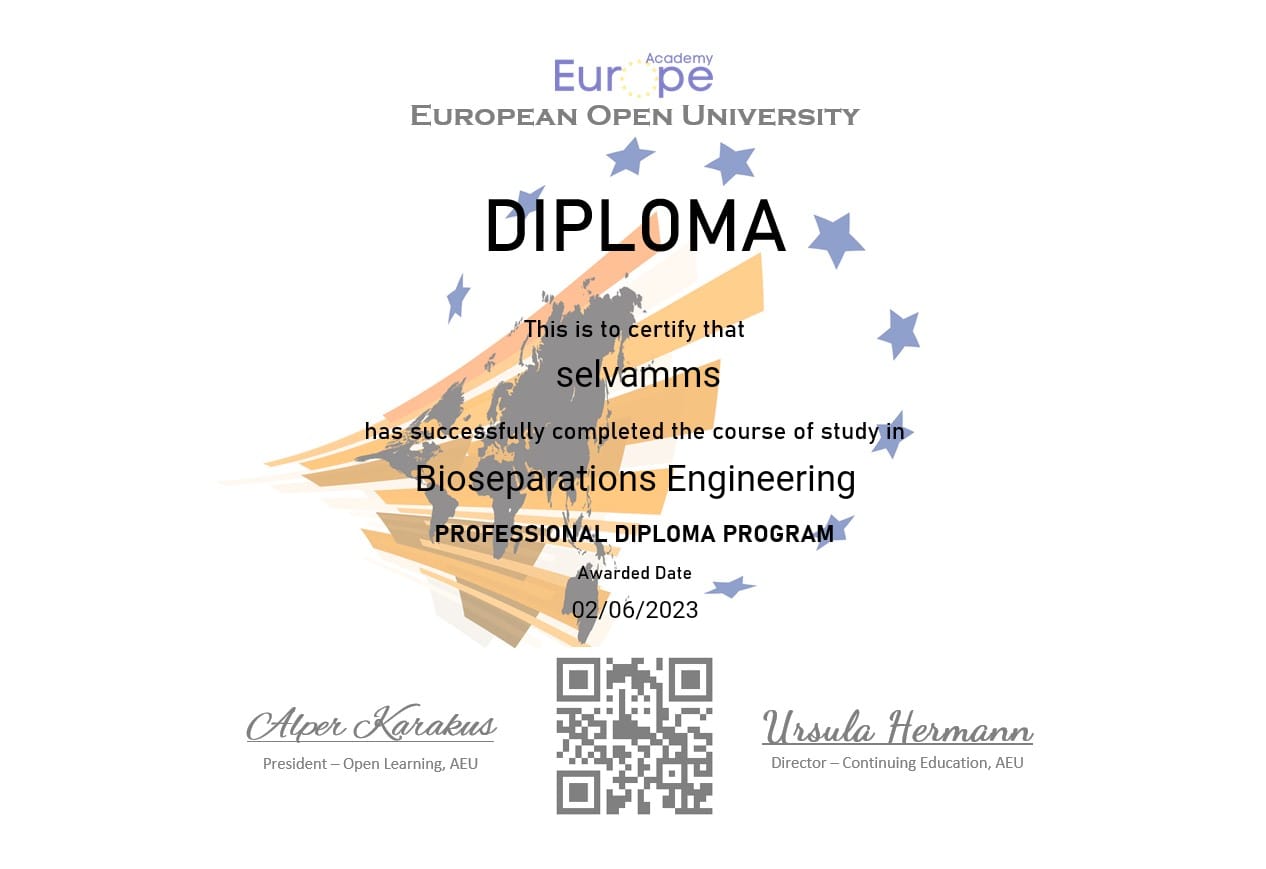 Academy
Europe
EUROPEAN OPEN UNIVERSITY
DIPLOMA
This is to certify that
selvamms
has successfully completed the course of study in
Bioseparations Engineering
PROFESSIONAL DIPLOMA PROGRAM
Awarded Date
02/06/2023
Alper Karakus
President – Open Learning, AEU
Ursula Hermann
Director – Continuing Education, AEU